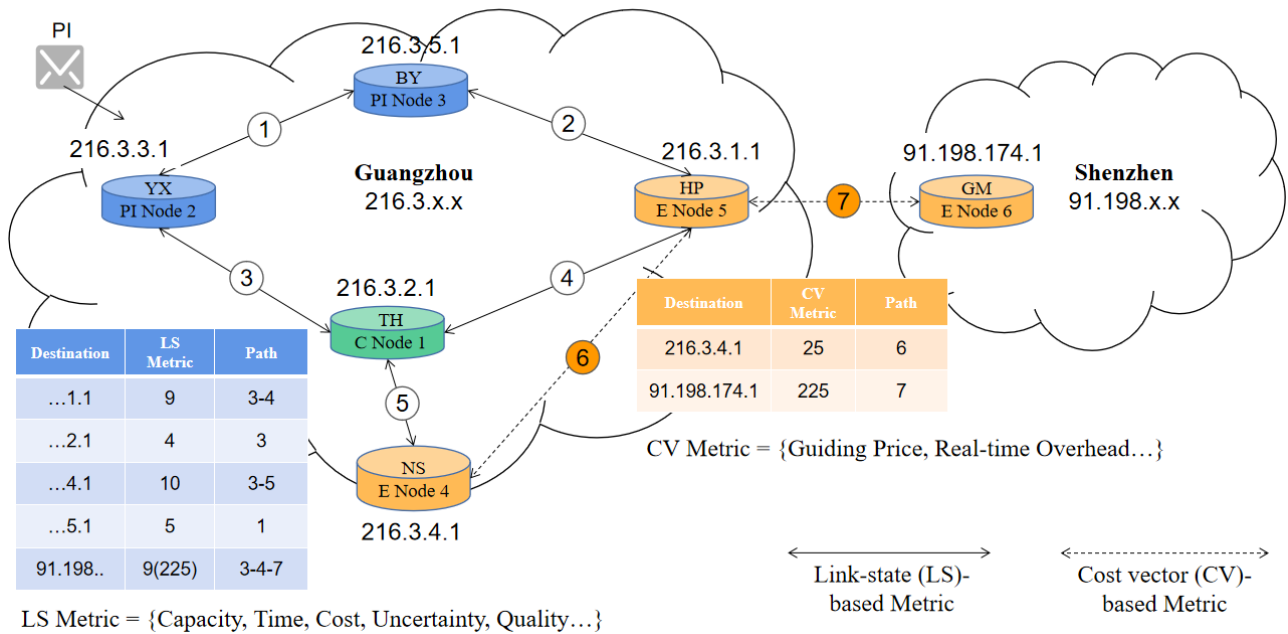 PI
216.3.5.1
BY
PI Node 3
1
2
216.3.3.1
YX
PI Node 2
Guangzhou
216.3.x.x
216.3.1.1
HP
E Node 5
7
91.198.174.1
GM
E Node 6
Shenzhen
91.198.x.x
3
4
216.3.2.1
TH
C Node 1
5
6
NS
E Node 4
216.3.4.1
Destination LS Metric Path
…1.1 9 3-4
…2.1 4 3
…4.1 10 3-5
…5.1 5 1
91.198.. 9(225) 3-4-7
LS Metric = {Capacity, Time, Cost, Uncertainty, Quality…}
Destination CV Metric Path
216.3.4.1 25 6
91.198.174.1 225 7
CV Metric = {Guiding Price, Real-time Overhead…}
Link-state (LS)-
based Metric
Cost vector (CV)-
based Metric